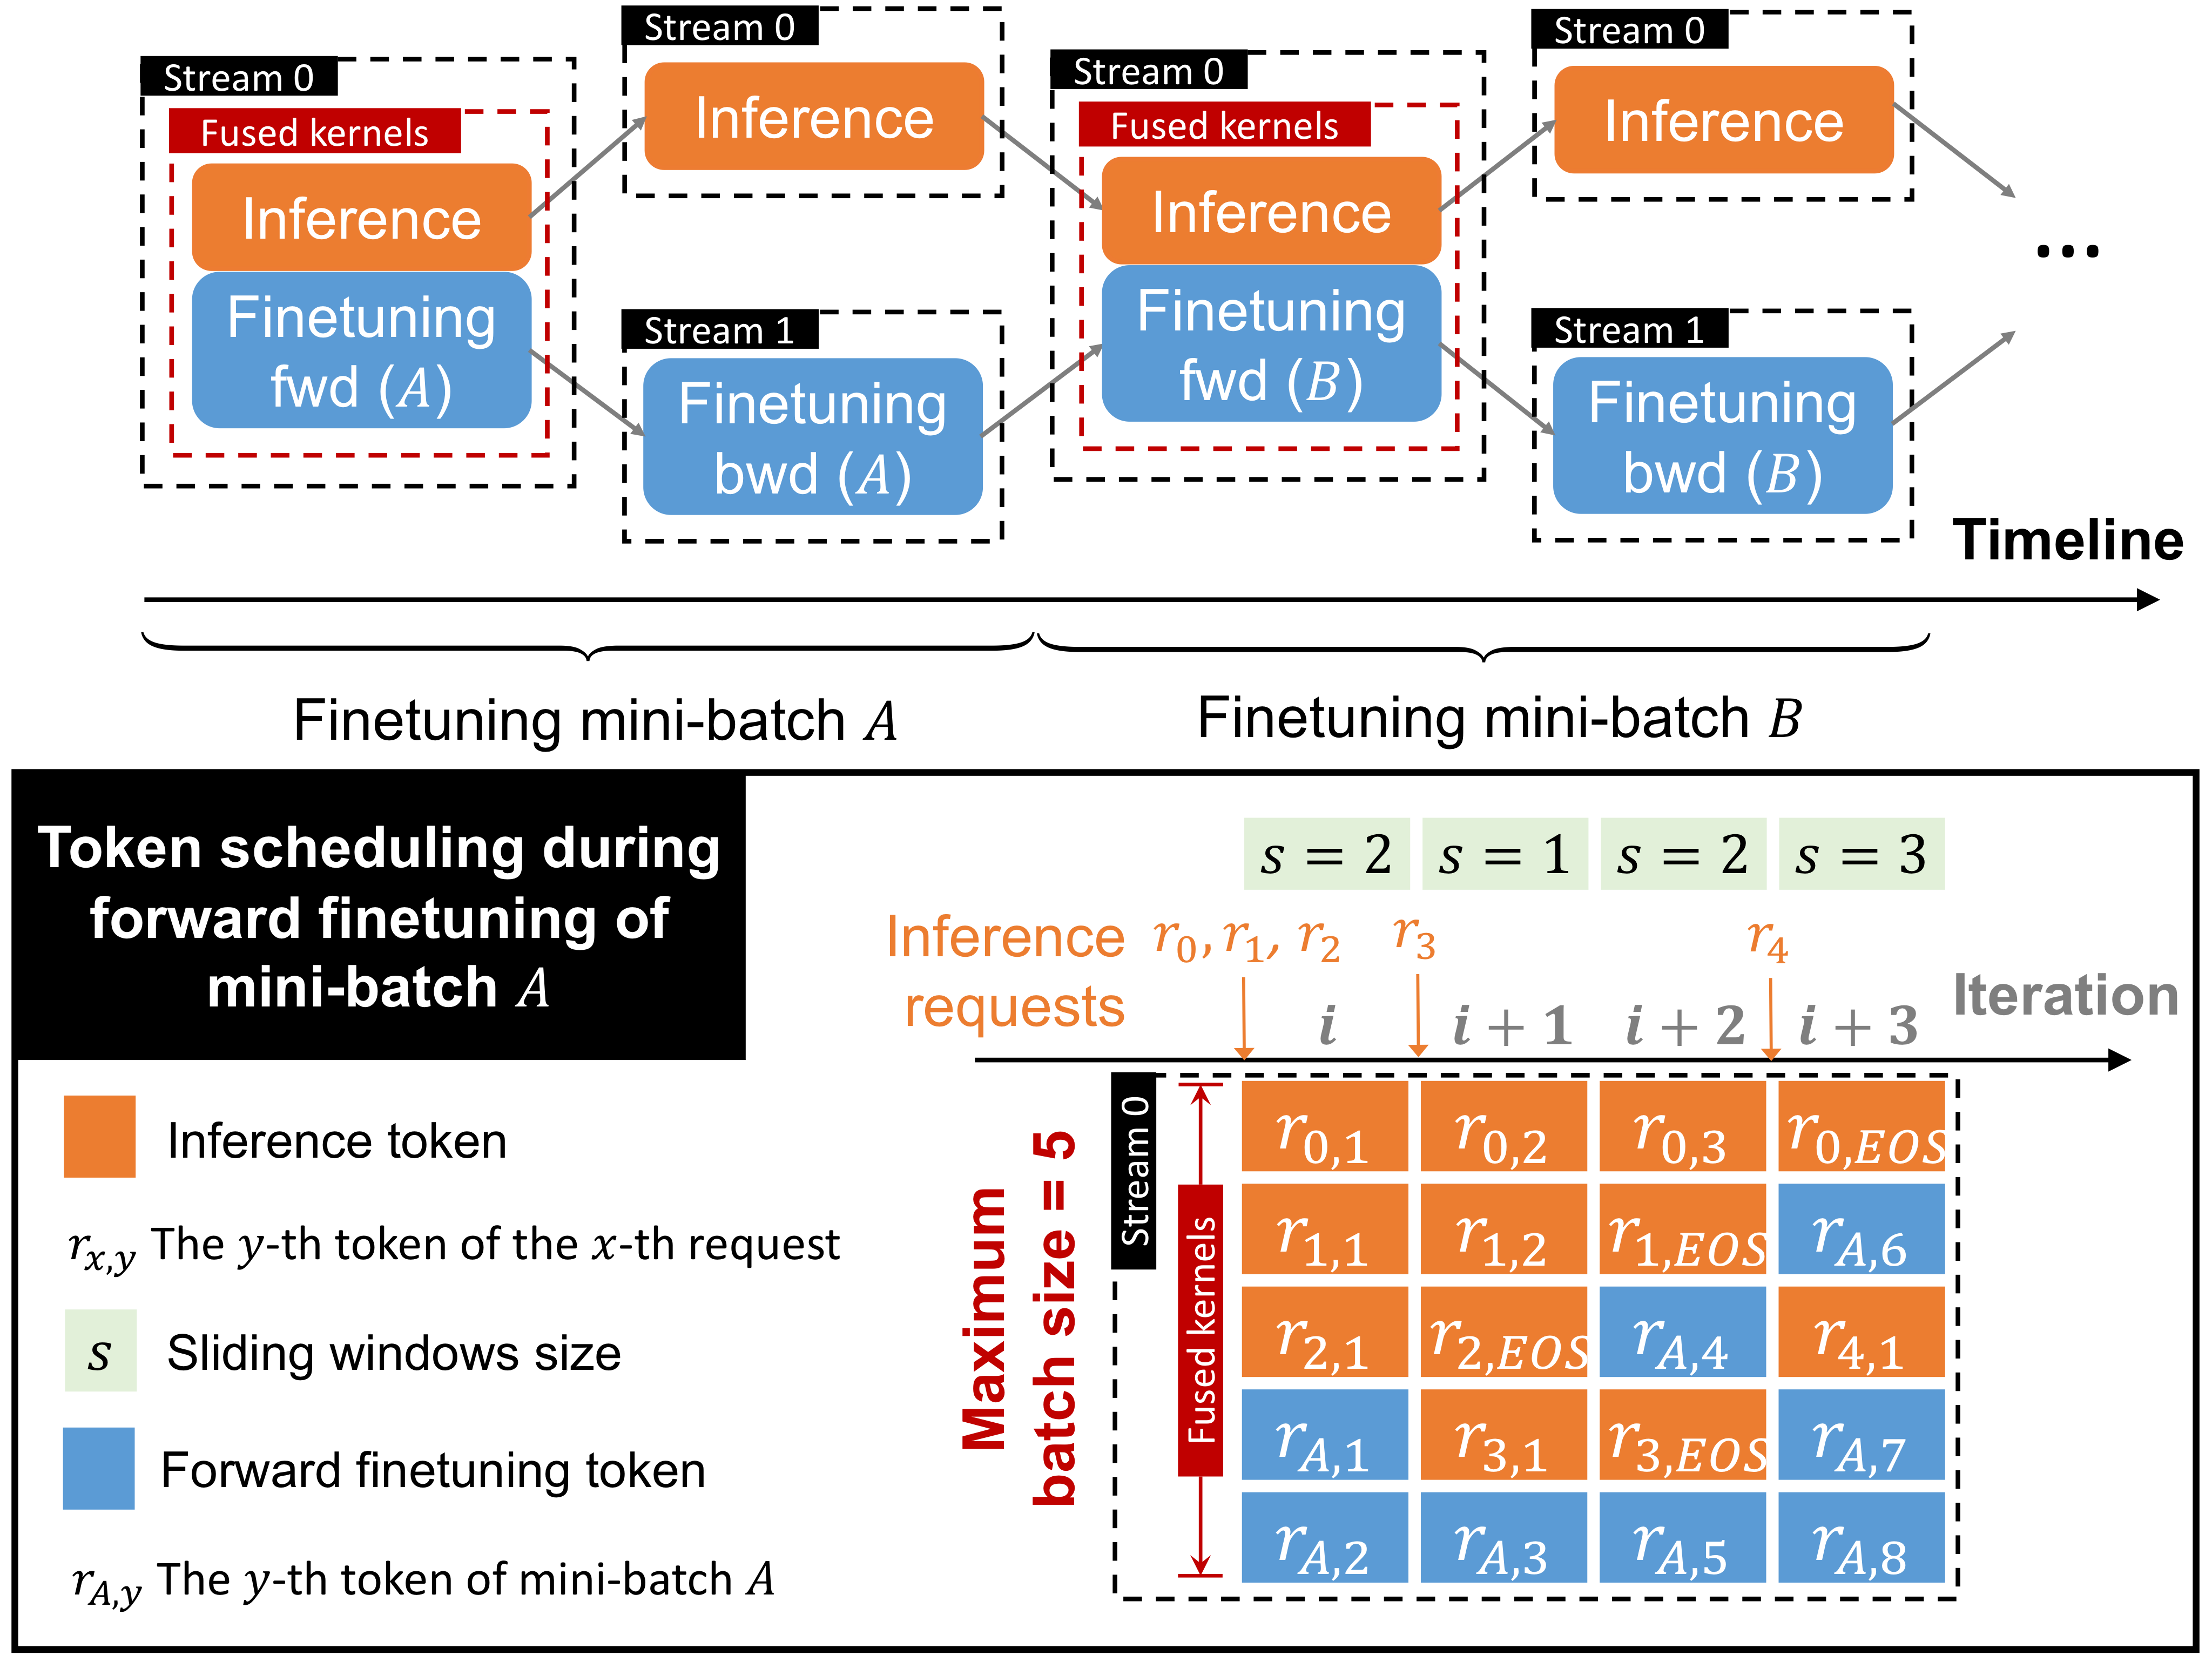 Stream 0
Fused kernels
Inference
Finetuning
fwd (A)
Stream 0
Inference
Stream 1
Finetuning
bwd (A)
Stream 0
Fused kernels
Inference
Finetuning
fwd (B)
Stream 0
Inference
Stream 1
Finetuning
bwd (B)
...
Timeline
Finetuning mini-batch A
Finetuning mini-batch B
Token scheduling during
forward finetuning of
mini-batch A
Inference token
r_{x,y} The y-th token of the x-th request
s Sliding windows size
Forward finetuning token
r_{A,y} The y-th token of mini-batch A
s = 2 s = 1 s = 2 s = 3
Inference
requests
r_0, r_1, r_2 r_3 r_4
i i + 1 i + 2 i + 3
Iteration
Maximum
batch size = 5
Stream 0
Fused kernels
r_{0,1} r_{0,2} r_{0,3} r_{0,EOS}
r_{1,1} r_{1,2} r_{1,EOS} r_{A,6}
r_{2,1} r_{2,EOS} r_{A,4} r_{4,1}
r_{A,1} r_{3,1} r_{3,EOS} r_{A,7}
r_{A,2} r_{A,3} r_{A,5} r_{A,8}